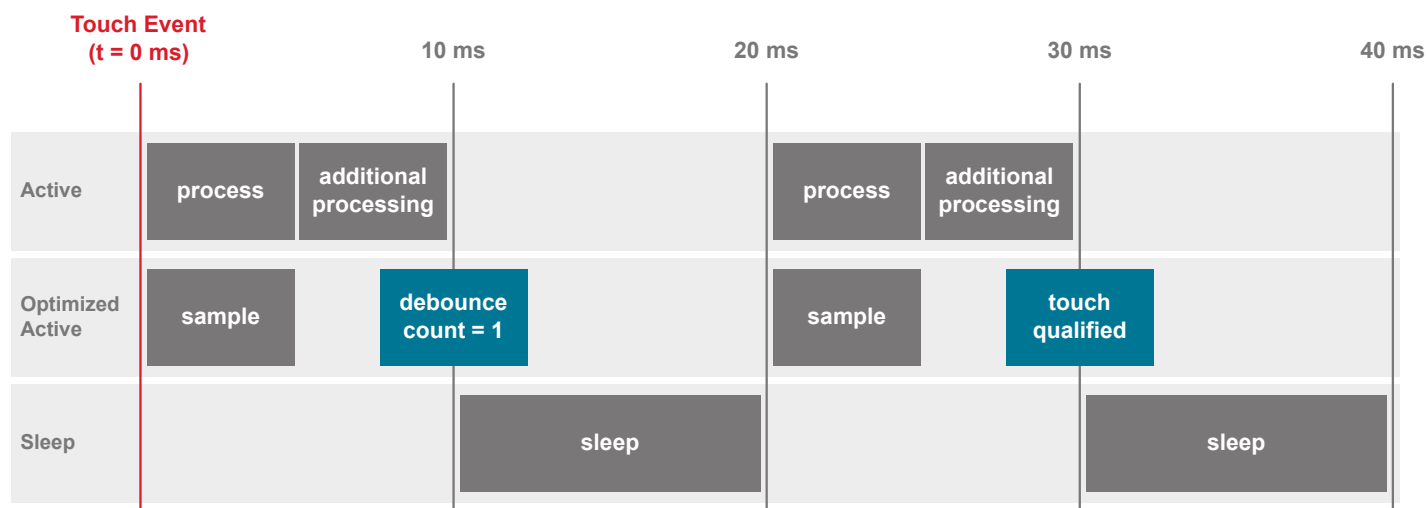 Touch Event
(t = 0 ms)
10 ms
20 ms
30 ms
40 ms
Active
process
additional
processing
process
additional
processing
Optimized
Active
sample
debounce
count = 1
sample
touch
qualified
Sleep
sleep
sleep